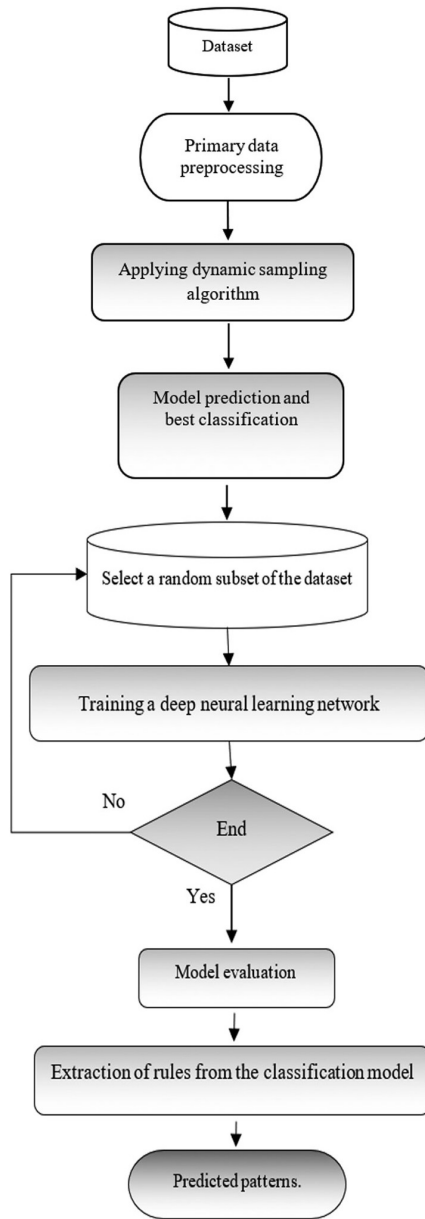 Dataset
Primary data
preprocessing
Applying dynamic sampling
algorithm
Model prediction and
best classification
Select a random subset of the dataset
Training a deep neural learning network
No
End
Yes
Model evaluation
Extraction of rules from the classification model
Predicted patterns.